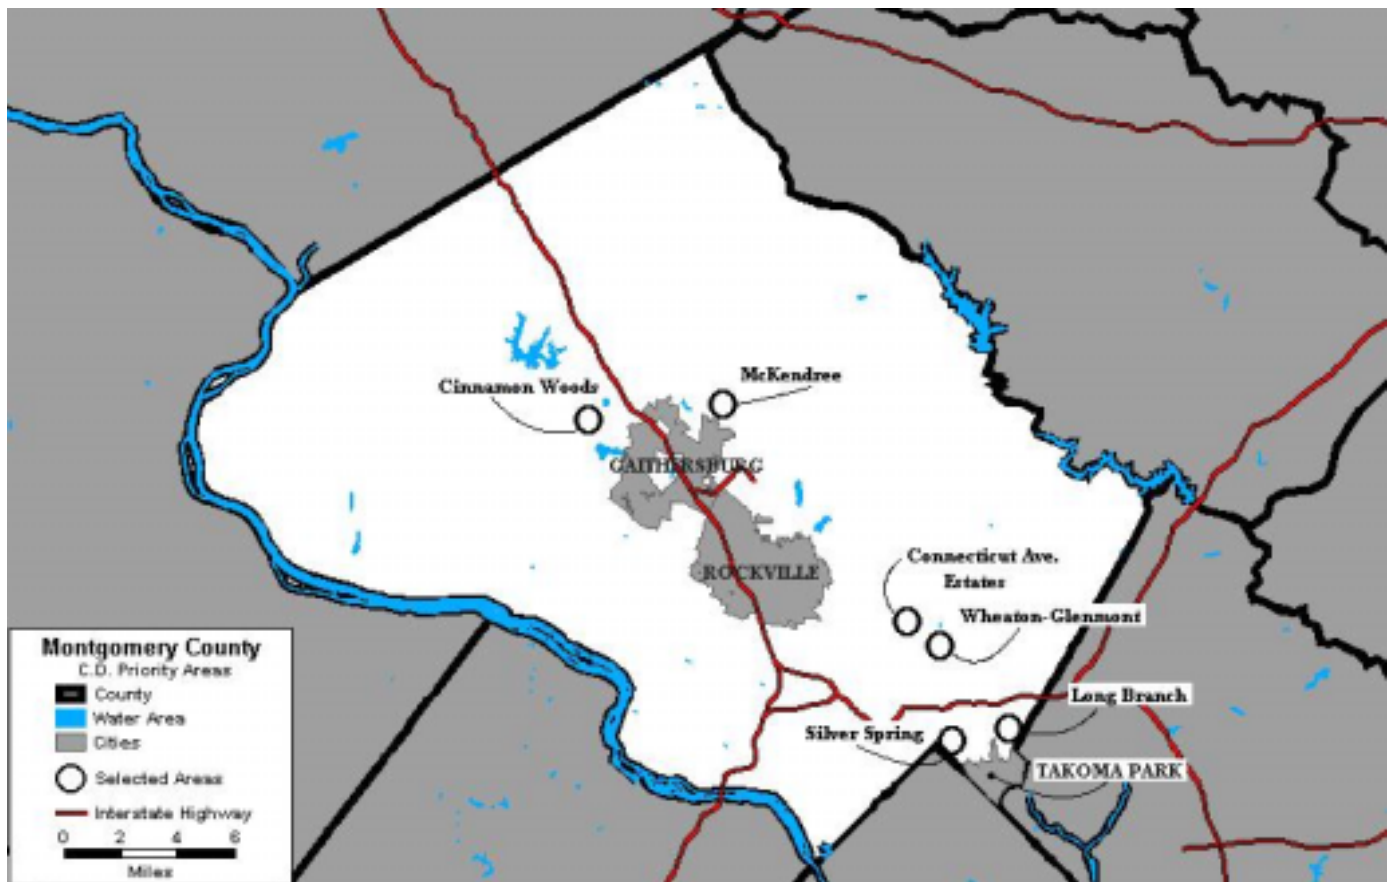 McKendree
Cinnamon Woods
GAITHERSBURG
Connecticut Ave.
Estates
ROCKVILLE
Wheaton-Glenmont
Long Branch
Silver Spring
TAKOMA PARK
Montgomery County
C.D. Priority Areas
County
Water Area
Cities
Selected Areas
Interstate Highway
0 2 4 6
Miles